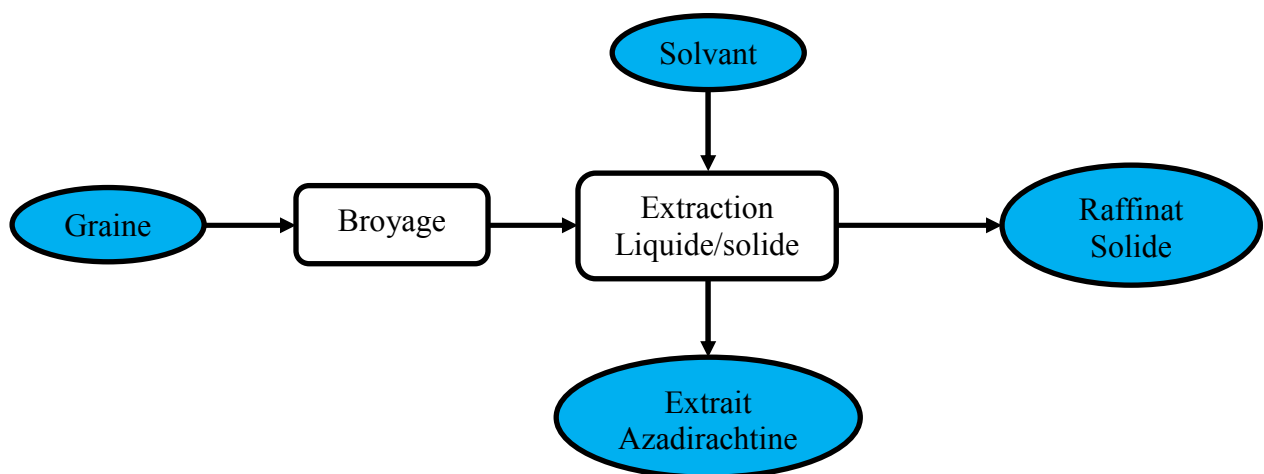 Solvant
Graine
Broyage
Extraction
Liquide/solide
Raffinat
Solide
Extrait
Azadirachtine